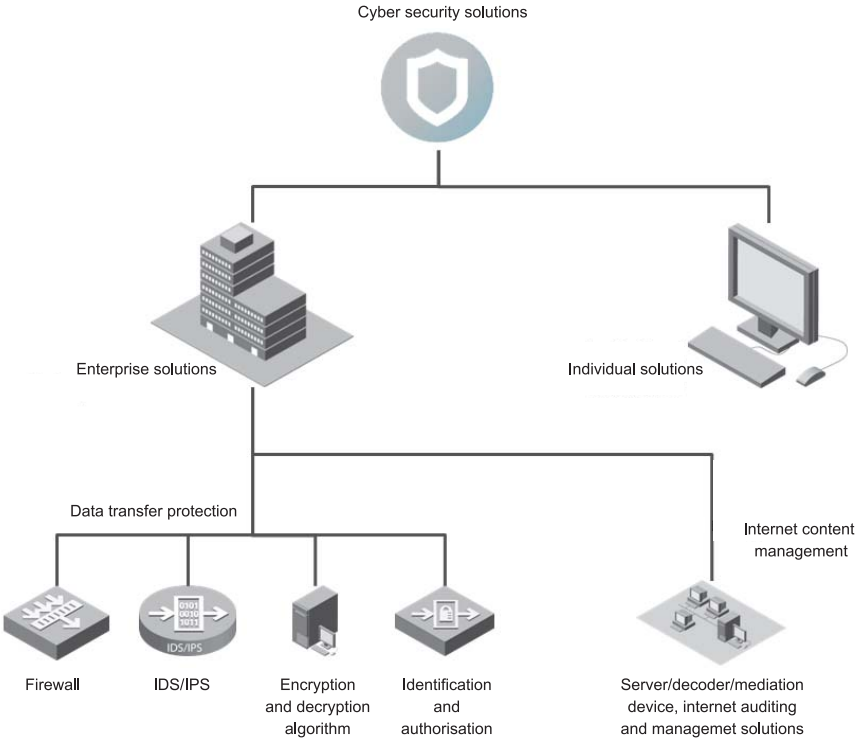 Cyber security solutions
Enterprise solutions
Individual solutions
Data transfer protection
Internet content
management
0101
0010
1011
IDS/IPS
Firewall
IDS/IPS
Encryption
and decryption
algorithm
Identification
and
authorisation
Server/decoder/mediation
device, internet auditing
and managemet solutions